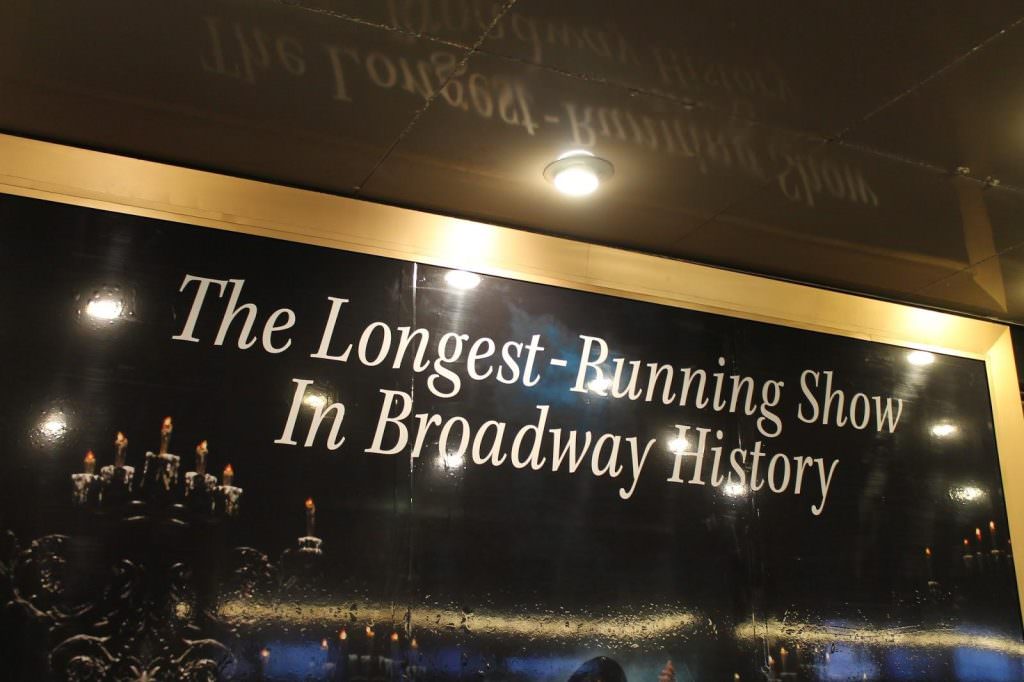 The Longest-Running Show
In Broadway History